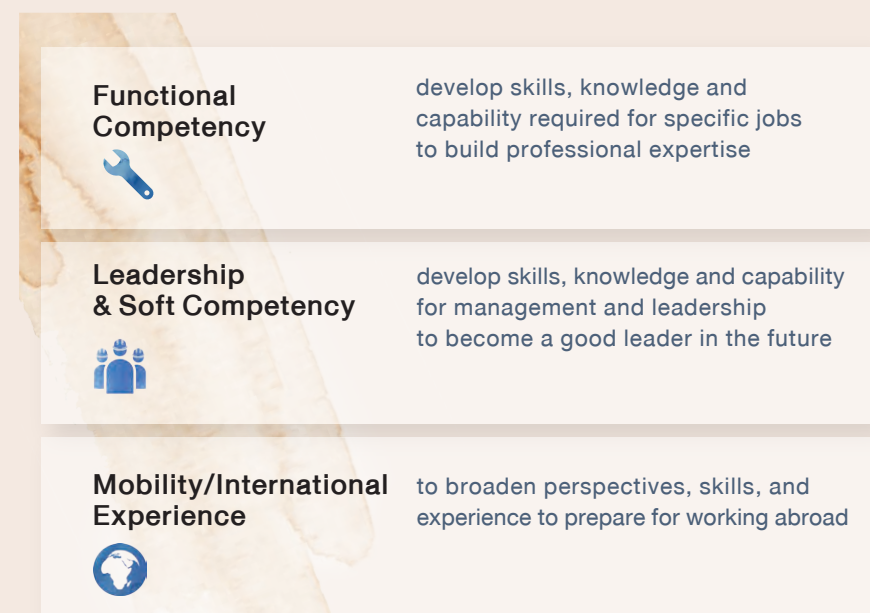 Functional
Competency
develop skills, knowledge and
capability required for specific jobs
to build professional expertise
Leadership
& Soft Competency
develop skills, knowledge and capability
for management and leadership
to become a good leader in the future
Mobility/International
Experience
to broaden perspectives, skills, and
experience to prepare for working abroad